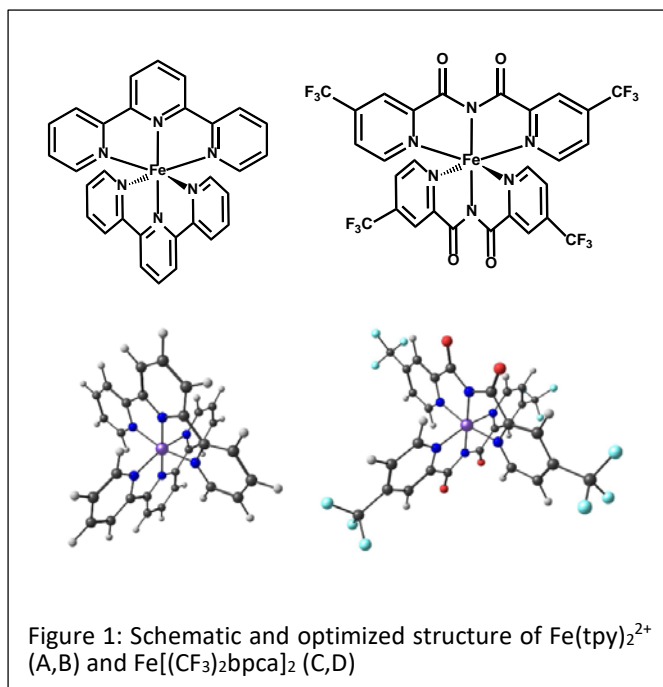 O O
F₃C N CF₃
N N N
Fe Fe
N N N N N N
N N
F₃C CF₃
O O
Figure 1: Schematic and optimized structure of Fe(tpy)₂²⁺
(A,B) and Fe[(CF₃)₂bpca]₂ (C,D)